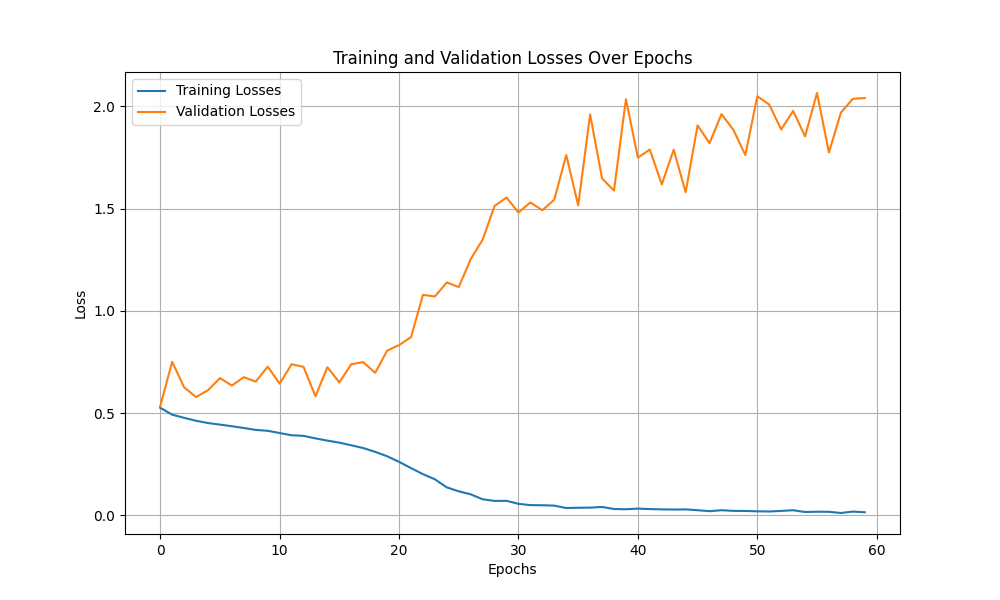 Training and Validation Losses Over Epochs
Training Losses
Validation Losses
Loss
2.0
1.5
1.0
0.5
0.0
0 10 20 30 40 50 60
Epochs